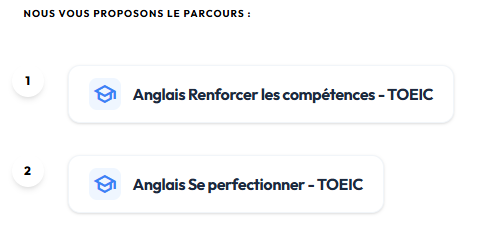 NOUS VOUS PROPOSONS LE PARCOURS :
1
Anglais Renforcer les compétences - TOEIC
2
Anglais Se perfectionner - TOEIC